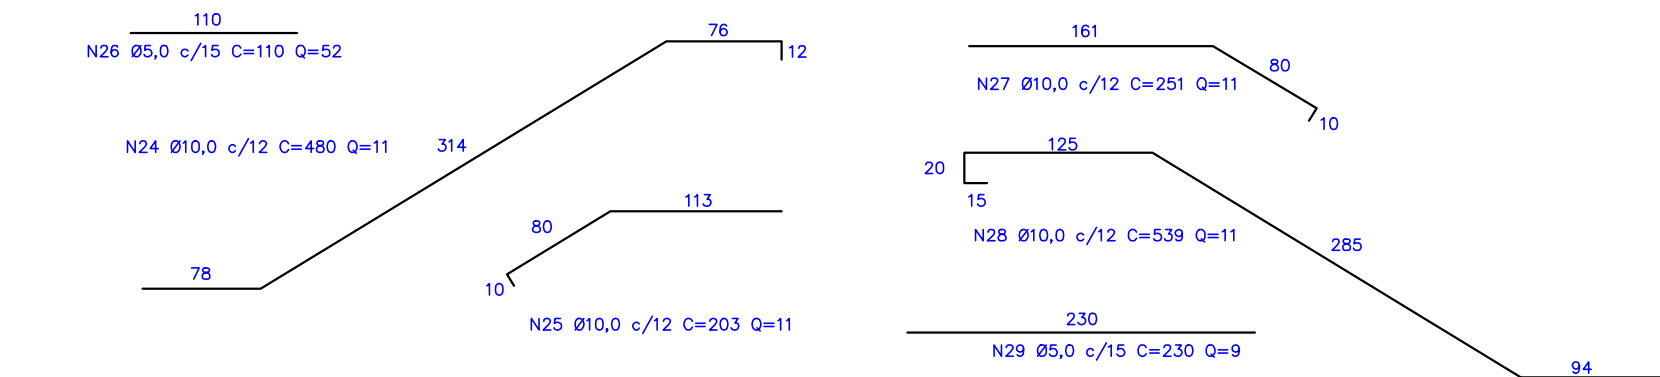 110
N26 Ø5,0 c/15 C=110 Q=52
76
12
N24 Ø10,0 c/12 C=480 Q=11
314
78
113
80
10
N25 Ø10,0 c/12 C=203 Q=11
161
80
N27 Ø10,0 c/12 C=251 Q=11
10
125
20
15
N28 Ø10,0 c/12 C=539 Q=11
285
230
N29 Ø5,0 c/15 C=230 Q=9
94